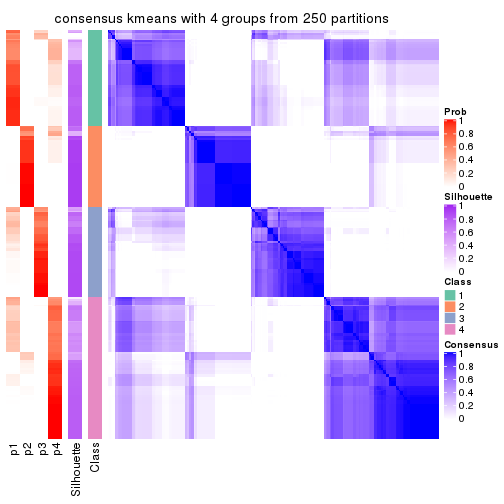 consensus kmeans with 4 groups from 250 partitions
Prob
1
0.8
0.6
0.4
0.2
0
Silhouette
1
0.8
0.6
0.4
0.2
0
Class
1
2
3
4
Consensus
1
0.8
0.6
0.4
0.2
0
p1
p2
p3
p4
Silhouette
Class